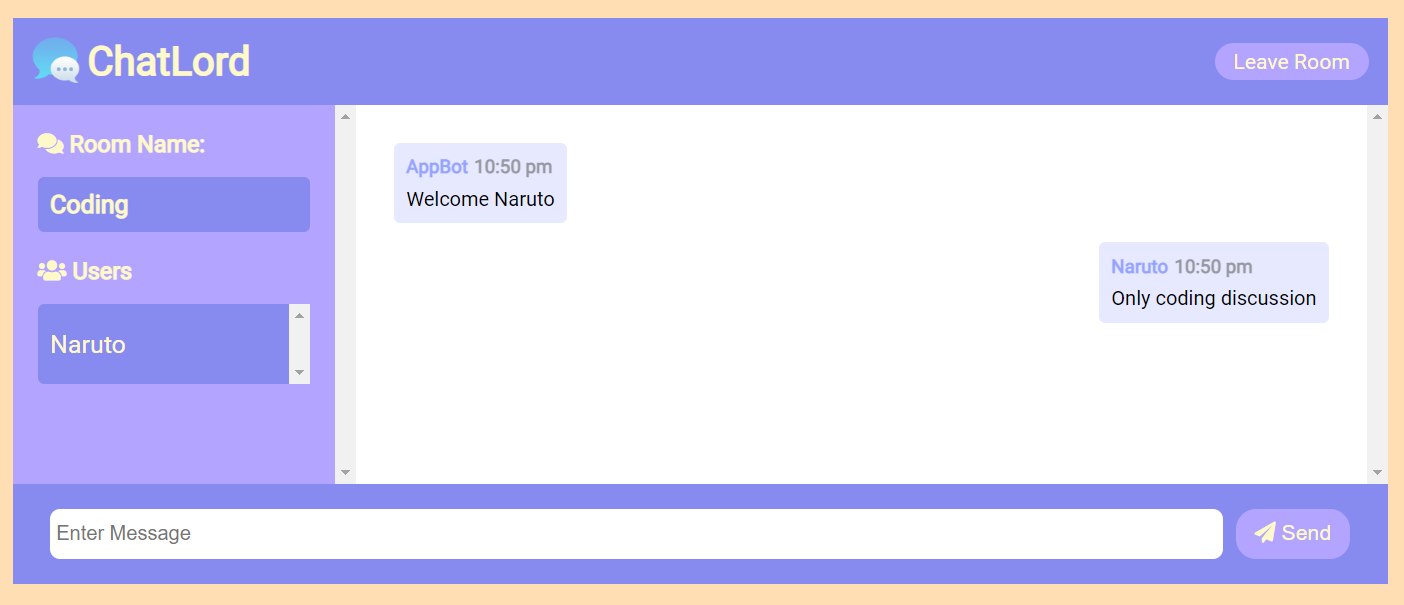 ChatLord
Leave Room
Room Name:
Coding
Users
Naruto
AppBot 10:50 pm
Welcome Naruto
Naruto 10:50 pm
Only coding discussion
Enter Message
Send